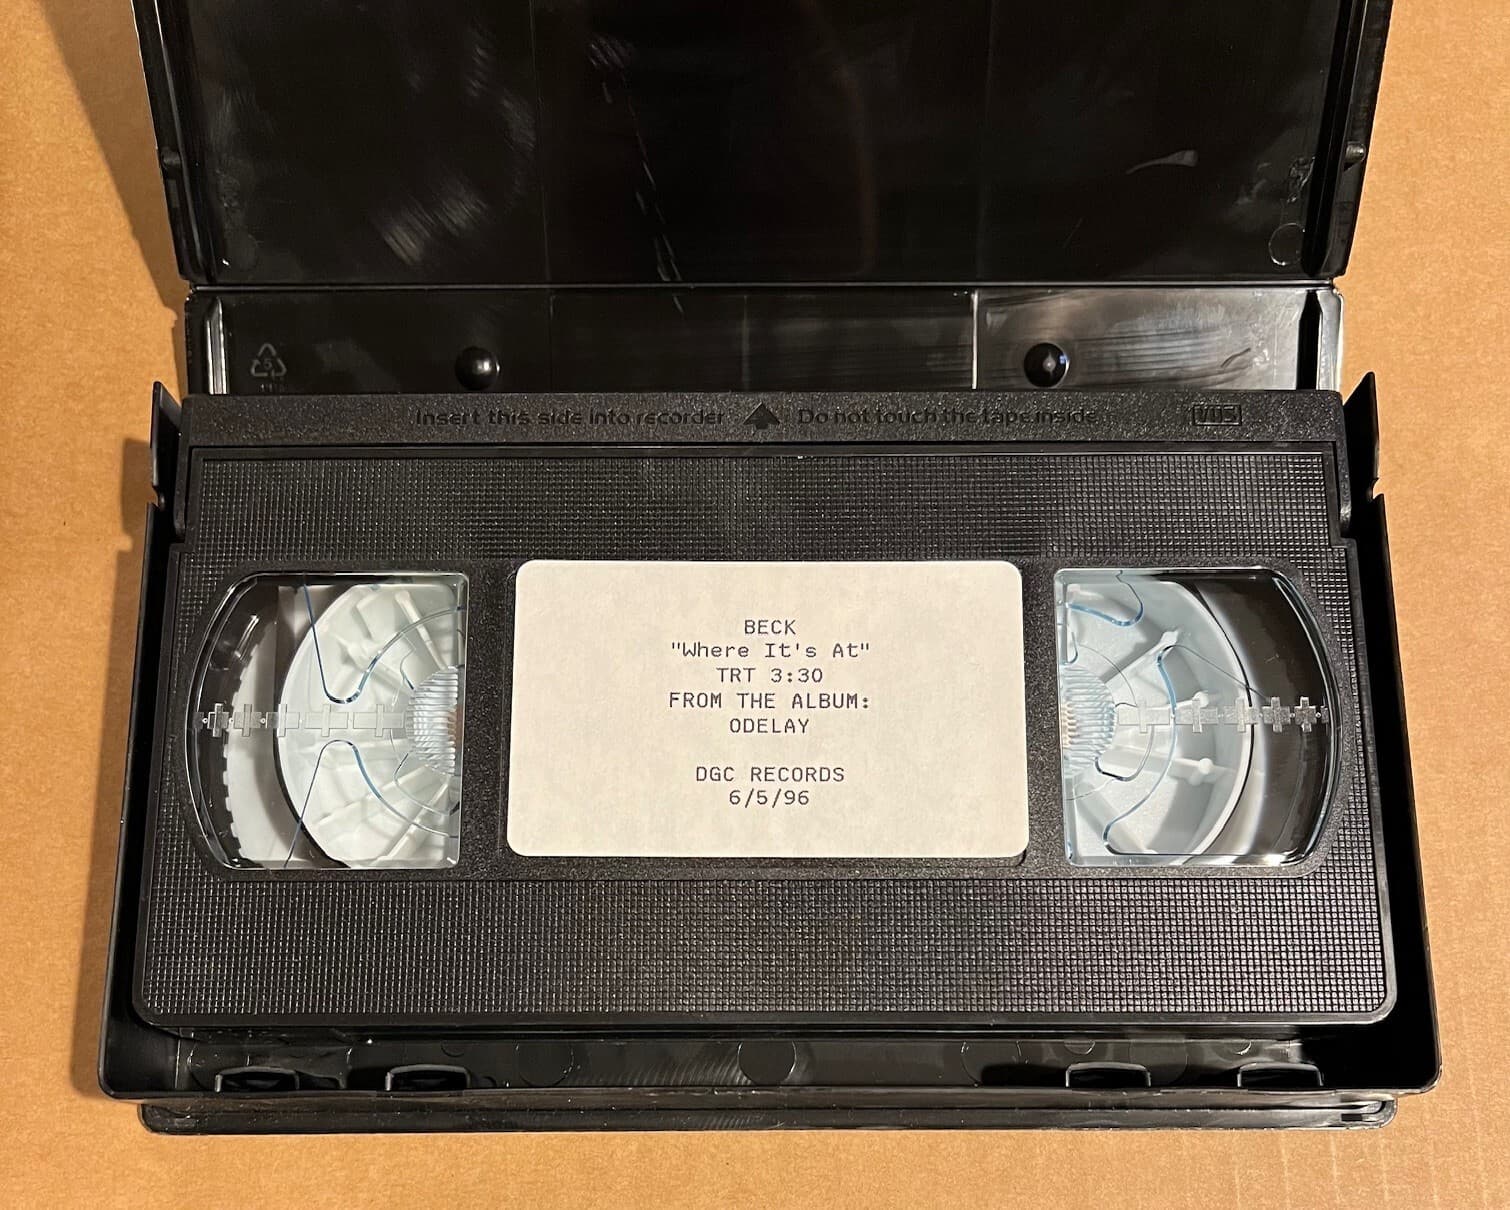 5
Insert this side into recorder ▲ Do not touch the tape inside VHS
BECK
"Where It's At"
TRT 3:30
FROM THE ALBUM:
ODELAY
DGC RECORDS
6/5/96